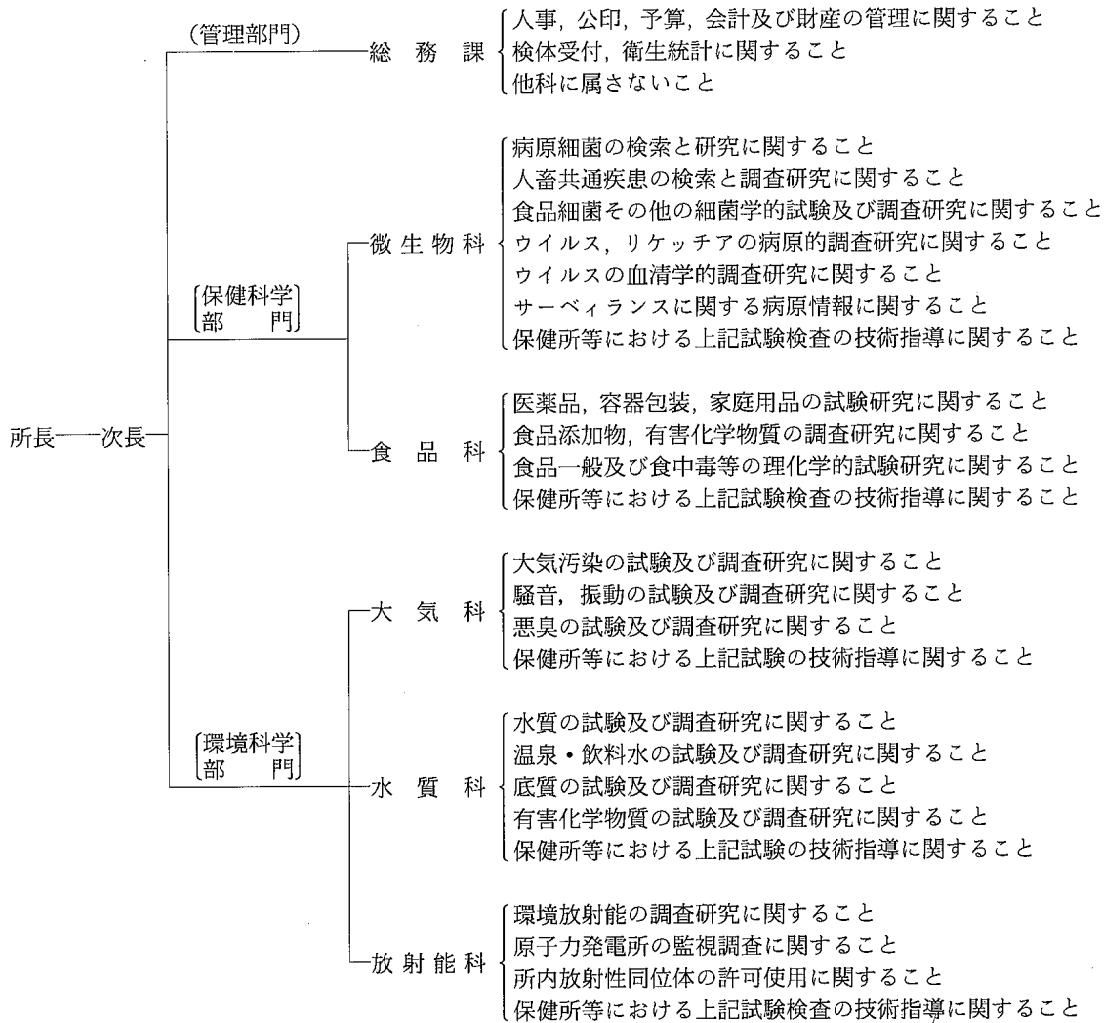 (管理部門)
総務課
人事，公印，予算，会計及び財産の管理に関すること
検体受付，衛生統計に関すること
他科に属さないこと
所長
次長
保健科学
部門
微生物科
病原細菌の検索と研究に関すること
人畜共通疾患の検索と調査研究に関すること
食品細菌その他の細菌学的試験及び調査研究に関すること
ウイルス，リケッチアの病原的調査研究に関すること
ウイルスの血清学的調査研究に関すること
サーベィランスに関する病原情報に関すること
保健所等における上記試験検査の技術指導に関すること
食品科
医薬品，容器包装，家庭用品の試験研究に関すること
食品添加物，有害化学物質の調査研究に関すること
食品一般及び食中毒等の理化学的試験研究に関すること
保健所等における上記試験検査の技術指導に関すること
環境科学
部門
大気科
大気汚染の試験及び調査研究に関すること
騒音，振動の試験及び調査研究に関すること
悪臭の試験及び調査研究に関すること
保健所等における上記試験の技術指導に関すること
水質科
水質の試験及び調査研究に関すること
温泉・飲料水の試験及び調査研究に関すること
底質の試験及び調査研究に関すること
有害化学物質の試験及び調査研究に関すること
保健所等における上記試験の技術指導に関すること
放射能科
環境放射能の調査研究に関すること
原子力発電所の監視調査に関すること
所内放射性同位体の許可使用に関すること
保健所等における上記試験検査の技術指導に関すること